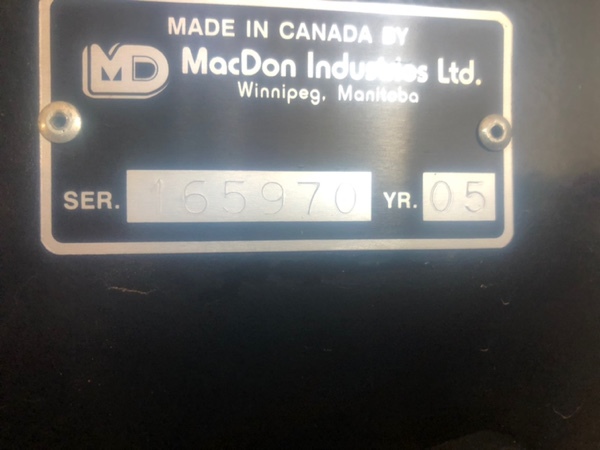 MADE IN CANADA BY
MD
MacDon Industries Ltd.
Winnipeg, Manitoba
SER. 165970 YR. 05